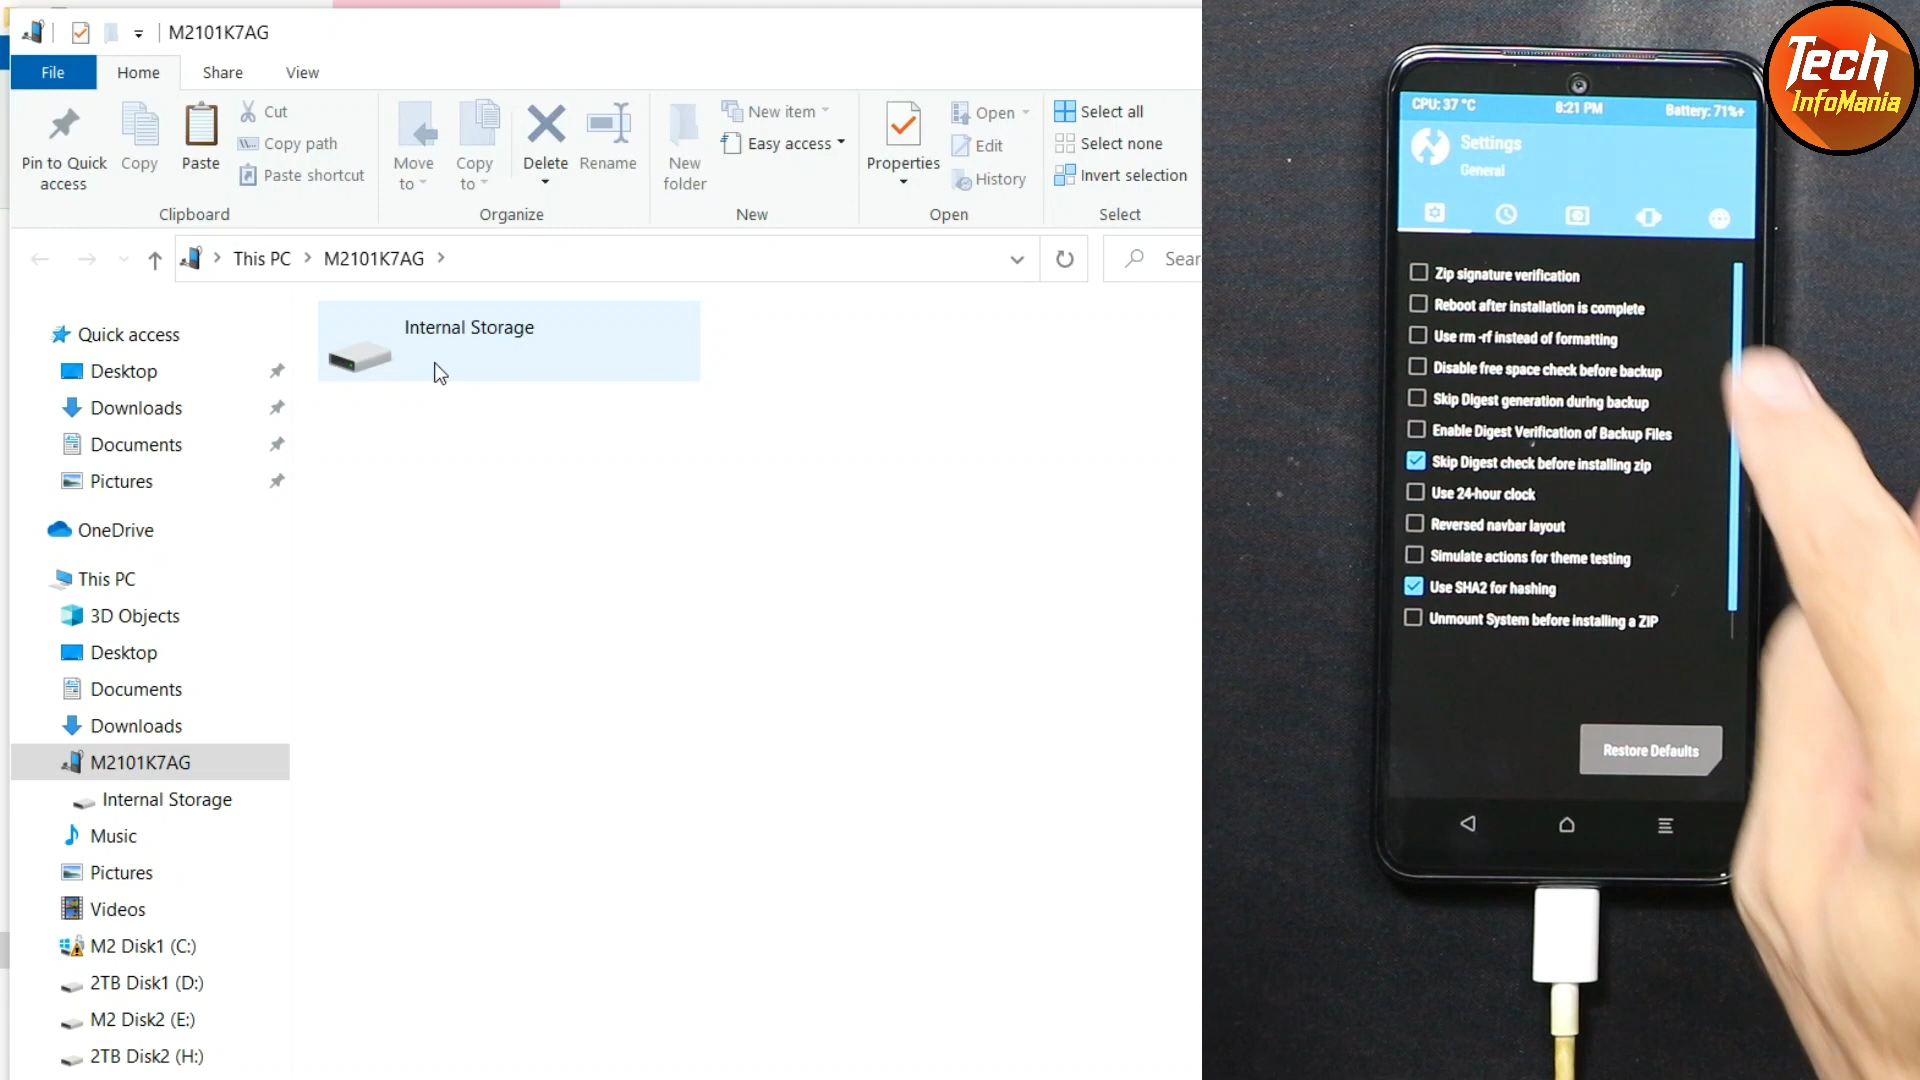 M2101K7AG
File
Home
Share
View
Pin to Quick access
Copy
Paste
Cut
Copy path
Paste shortcut
Clipboard
Move to
Copy to
Delete
Rename
Organize
New folder
New item
Easy access
New
Properties
Open
Edit
History
Open
Select all
Select none
Invert selection
Select
This PC
M2101K7AG
Sear
Quick access
Desktop
Downloads
Documents
Pictures
OneDrive
This PC
3D Objects
Desktop
Documents
Downloads
M2101K7AG
Internal Storage
Music
Pictures
Videos
M2 Disk1 (C:)
2TB Disk1 (D:)
M2 Disk2 (E:)
2TB Disk2 (H:)
Internal Storage
Tech
InfoMania
CPU: 37 °C
8:21 PM
Battery: 71%+
Settings
General
Zip signature verification
Reboot after installation is complete
Use rm -rf instead of formatting
Disable free space check before backup
Skip Digest generation during backup
Enable Digest Verification of Backup Files
Skip Digest check before installing zip
Use 24-hour clock
Reversed navbar layout
Simulate actions for theme testing
Use SHA2 for hashing
Unmount System before installing a ZIP
Restore Defaults